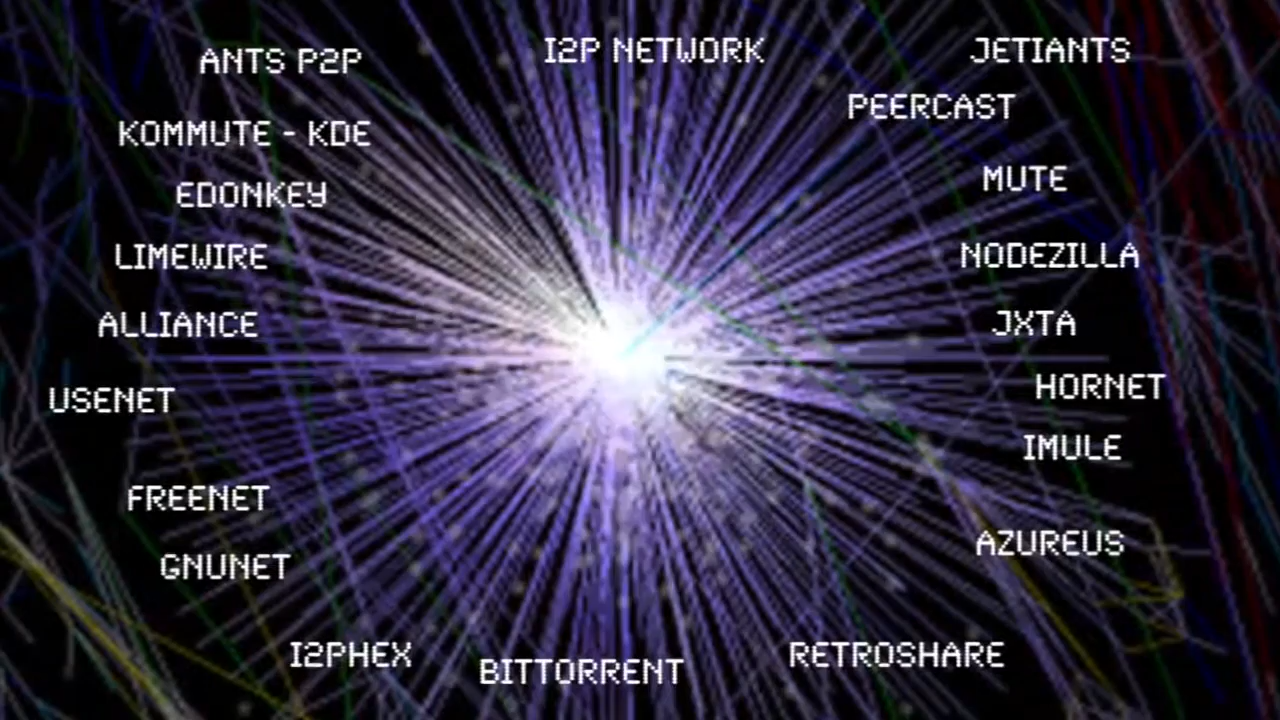 ANTS P2P
I2P NETWORK
JETIANTS
PEERCAST
KOMMUTE - KDE
MUTE
EDONKEY
LIMEWIRE
NODEZILLA
ALLIANCE
JXTA
USENET
HORNET
IMULE
FREENET
AZUREUS
GNUNET
I2PHEX
BITTORRENT
RETROSHARE